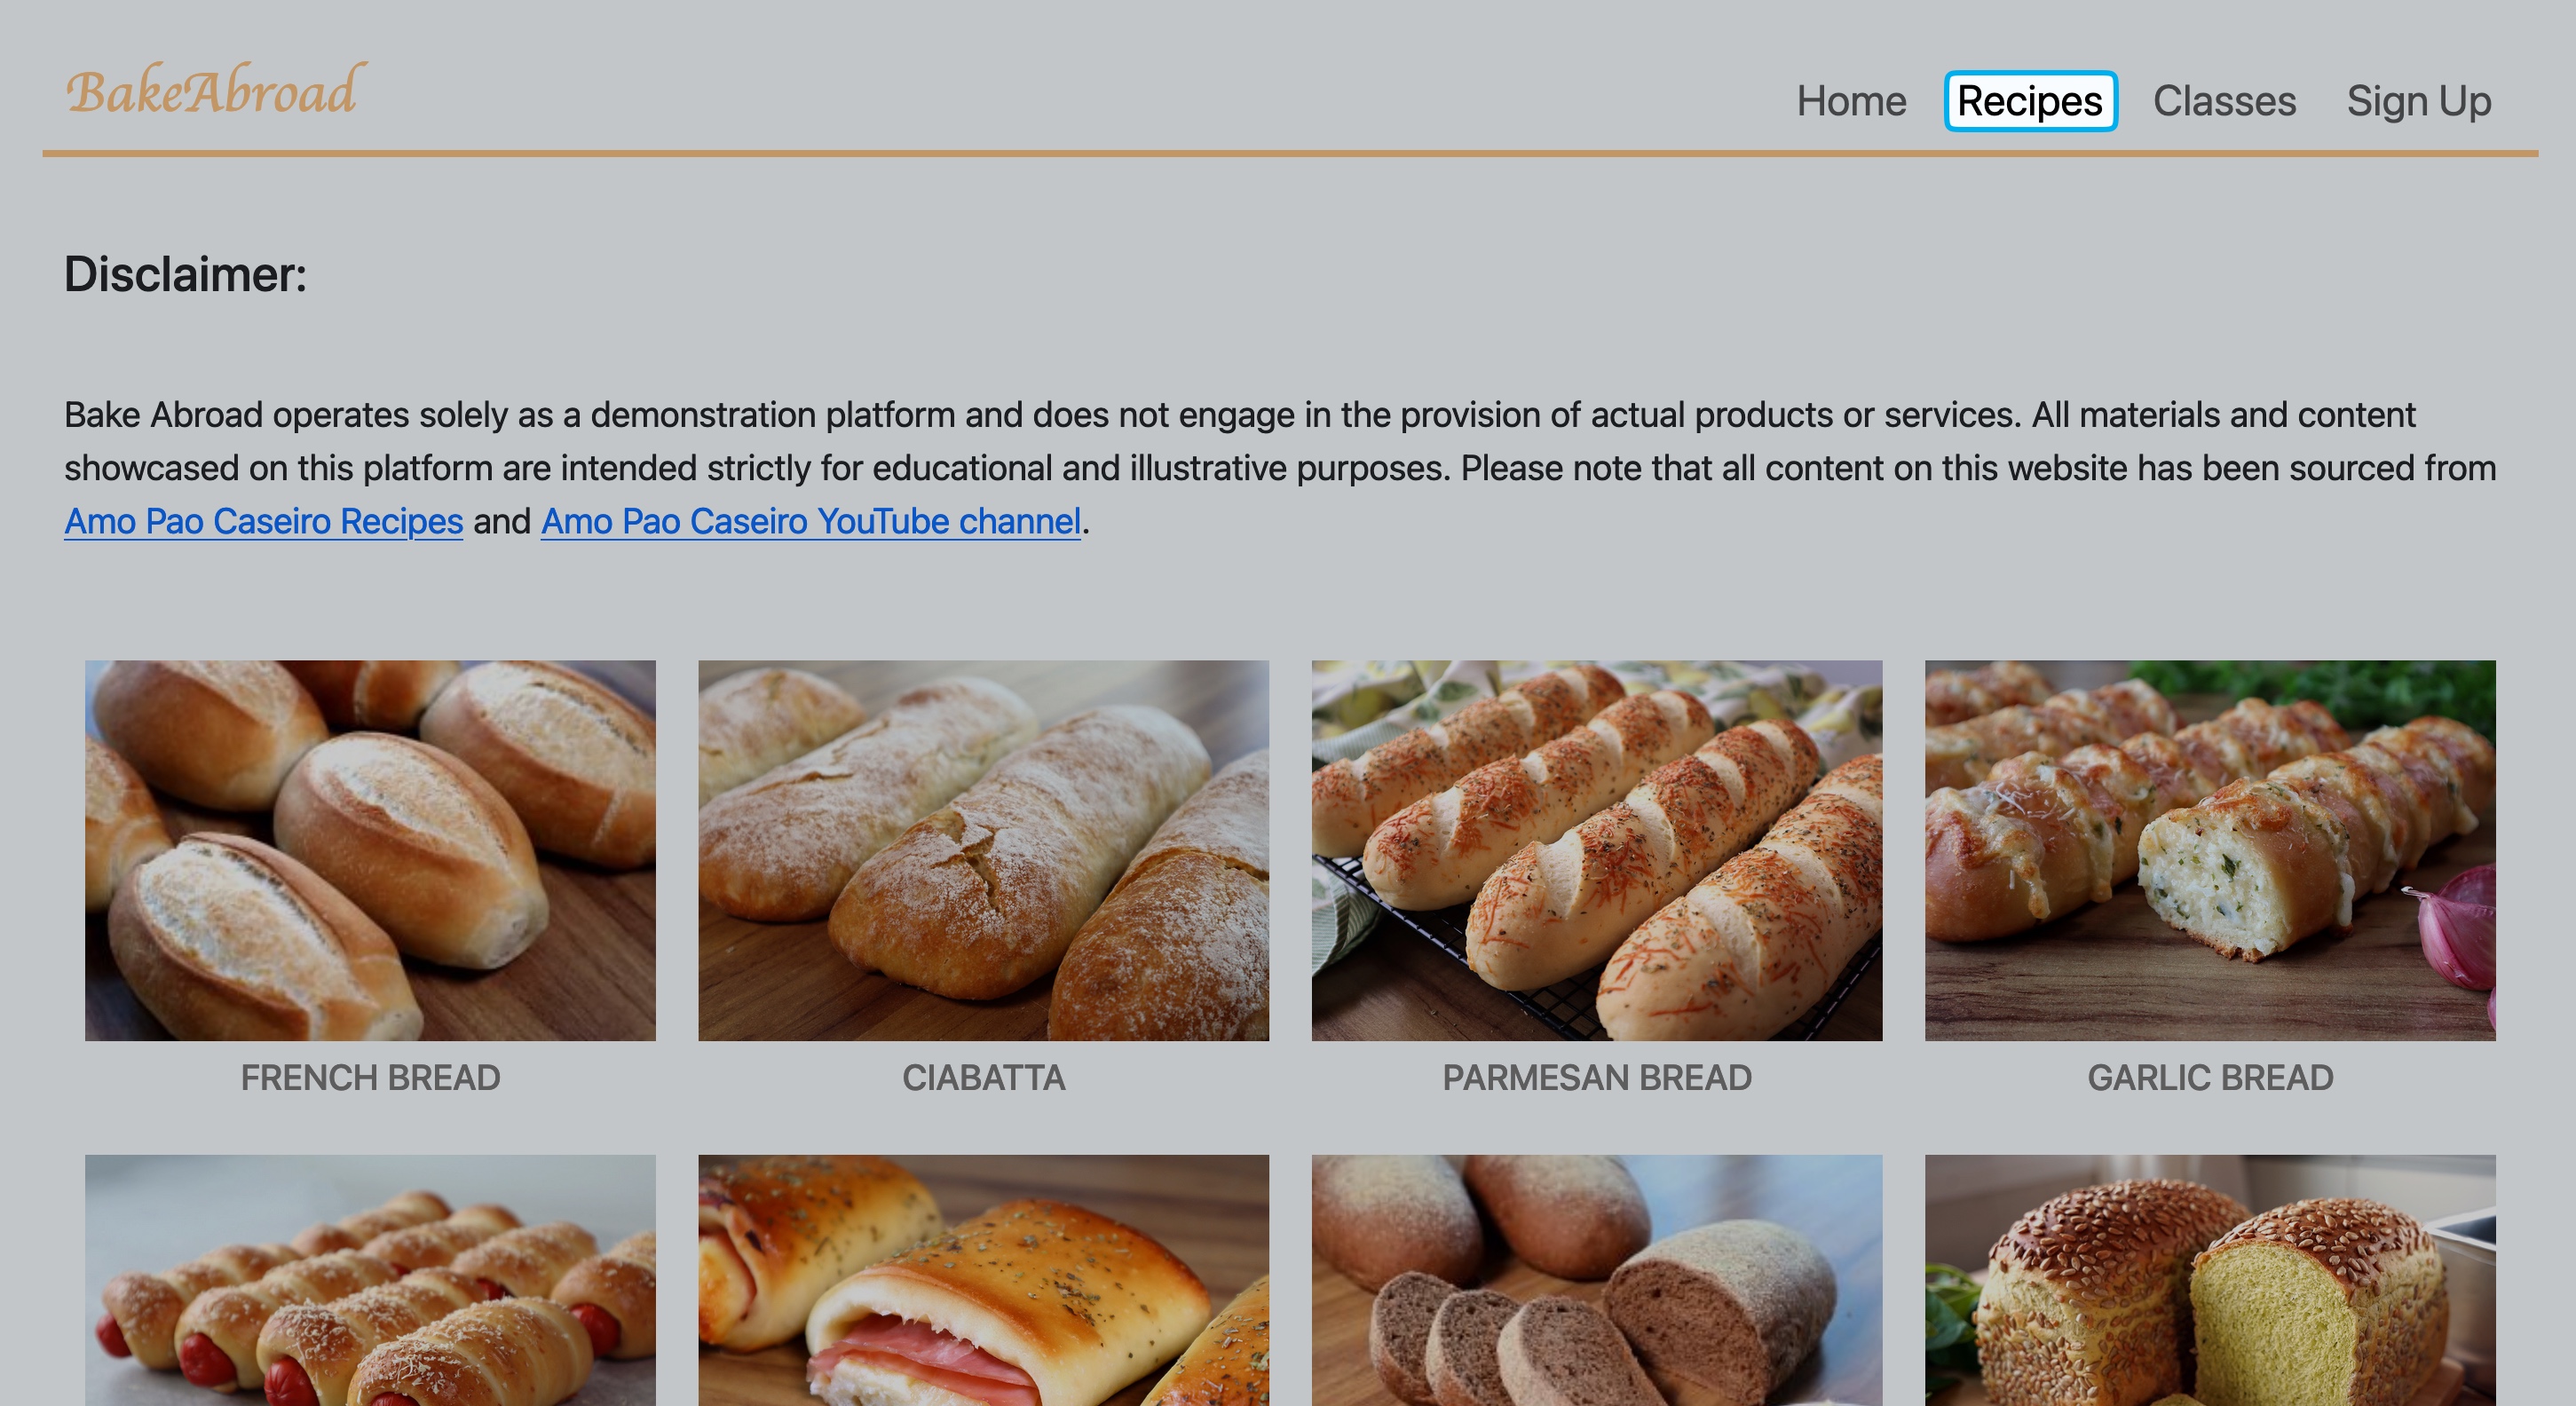 BakeAbroad
Home Recipes Classes Sign Up
Disclaimer:
Bake Abroad operates solely as a demonstration platform and does not engage in the provision of actual products or services. All materials and content
showcased on this platform are intended strictly for educational and illustrative purposes. Please note that all content on this website has been sourced from
Amo Pao Caseiro Recipes and Amo Pao Caseiro YouTube channel.
FRENCH BREAD
CIABATTA
PARMESAN BREAD
GARLIC BREAD